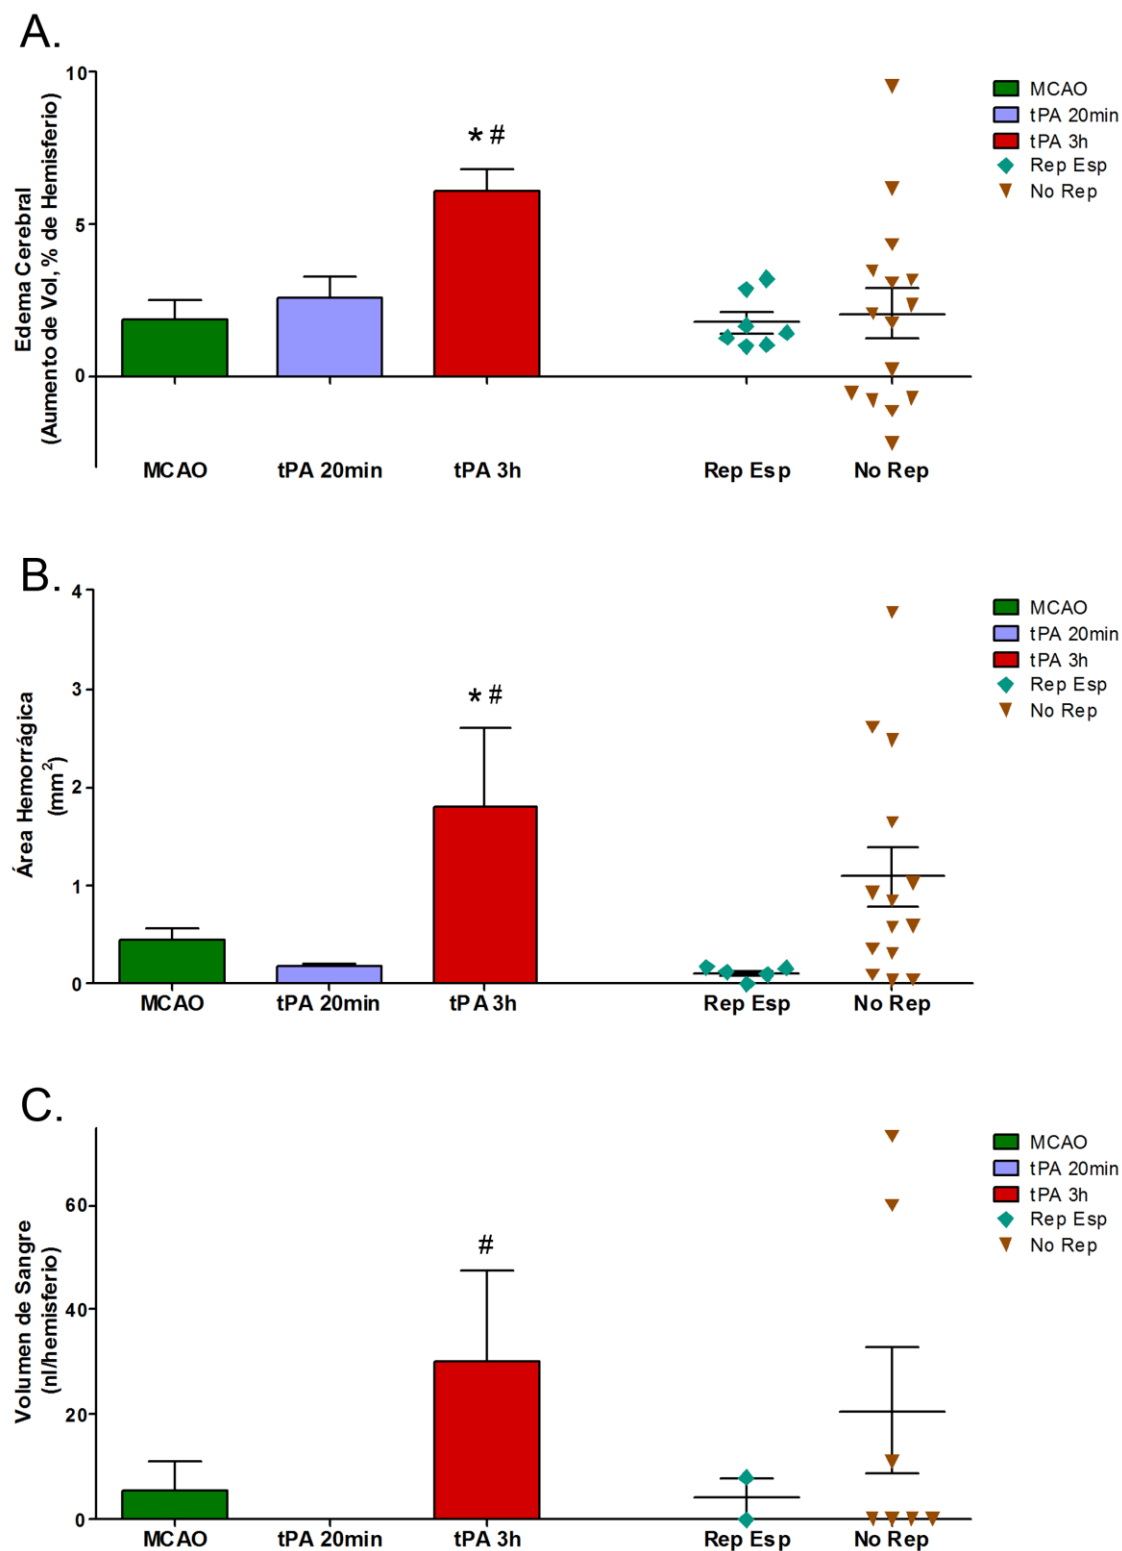 A.
Edema Cerebral
(Aumento de Vol, % de Hemisferio)
10
5
0
* #
MCAO
tPA 20min
tPA 3h
Rep Esp
No Rep
MCAO tPA 20min tPA 3h Rep Esp No Rep
B.
Área Hemorrágica
(mm²)
4
3
2
1
0
* #
MCAO
tPA 20min
tPA 3h
Rep Esp
No Rep
MCAO tPA 20min tPA 3h Rep Esp No Rep
C.
Volumen de Sangre
(nl/hemisferio)
60
40
20
0
#
MCAO
tPA 20min
tPA 3h
Rep Esp
No Rep
MCAO tPA 20min tPA 3h Rep Esp No Rep